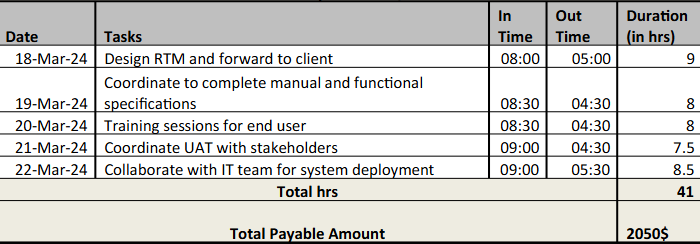 Date Tasks In Time Out Time Duration (in hrs)
18-Mar-24 Design RTM and forward to client 08:00 05:00 9
19-Mar-24 Coordinate to complete manual and functional specifications 08:30 04:30 8
20-Mar-24 Training sessions for end user 08:30 04:30 8
21-Mar-24 Coordinate UAT with stakeholders 09:00 04:30 7.5
22-Mar-24 Collaborate with IT team for system deployment 09:00 05:30 8.5
Total hrs 41
Total Payable Amount 2050$